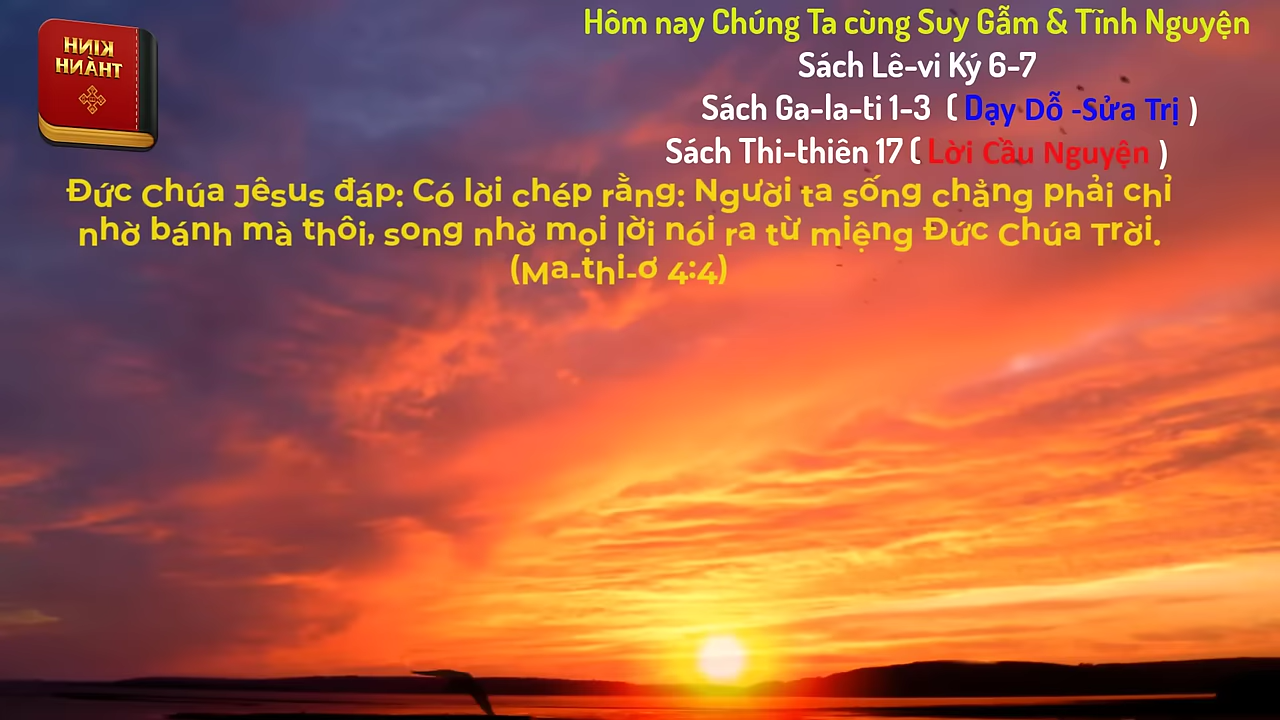 KINH
THÀNH
Hôm nay Chúng Ta cùng Suy Gẫm & Tĩnh Nguyện
Sách Lê-vi Ký 6-7
Sách Ga-la-ti 1-3 ( Dạy Dỗ -Sửa Trị )
Sách Thi-thiên 17 ( Lời Cầu Nguyện )
Đức Chúa Jêsus đáp: Có lời chép rằng: Người ta sống chẳng phải chỉ
nhờ bánh mà thôi, song nhờ mọi lời nói ra từ miệng Đức Chúa Trời.
(Ma-thi-ơ 4:4)